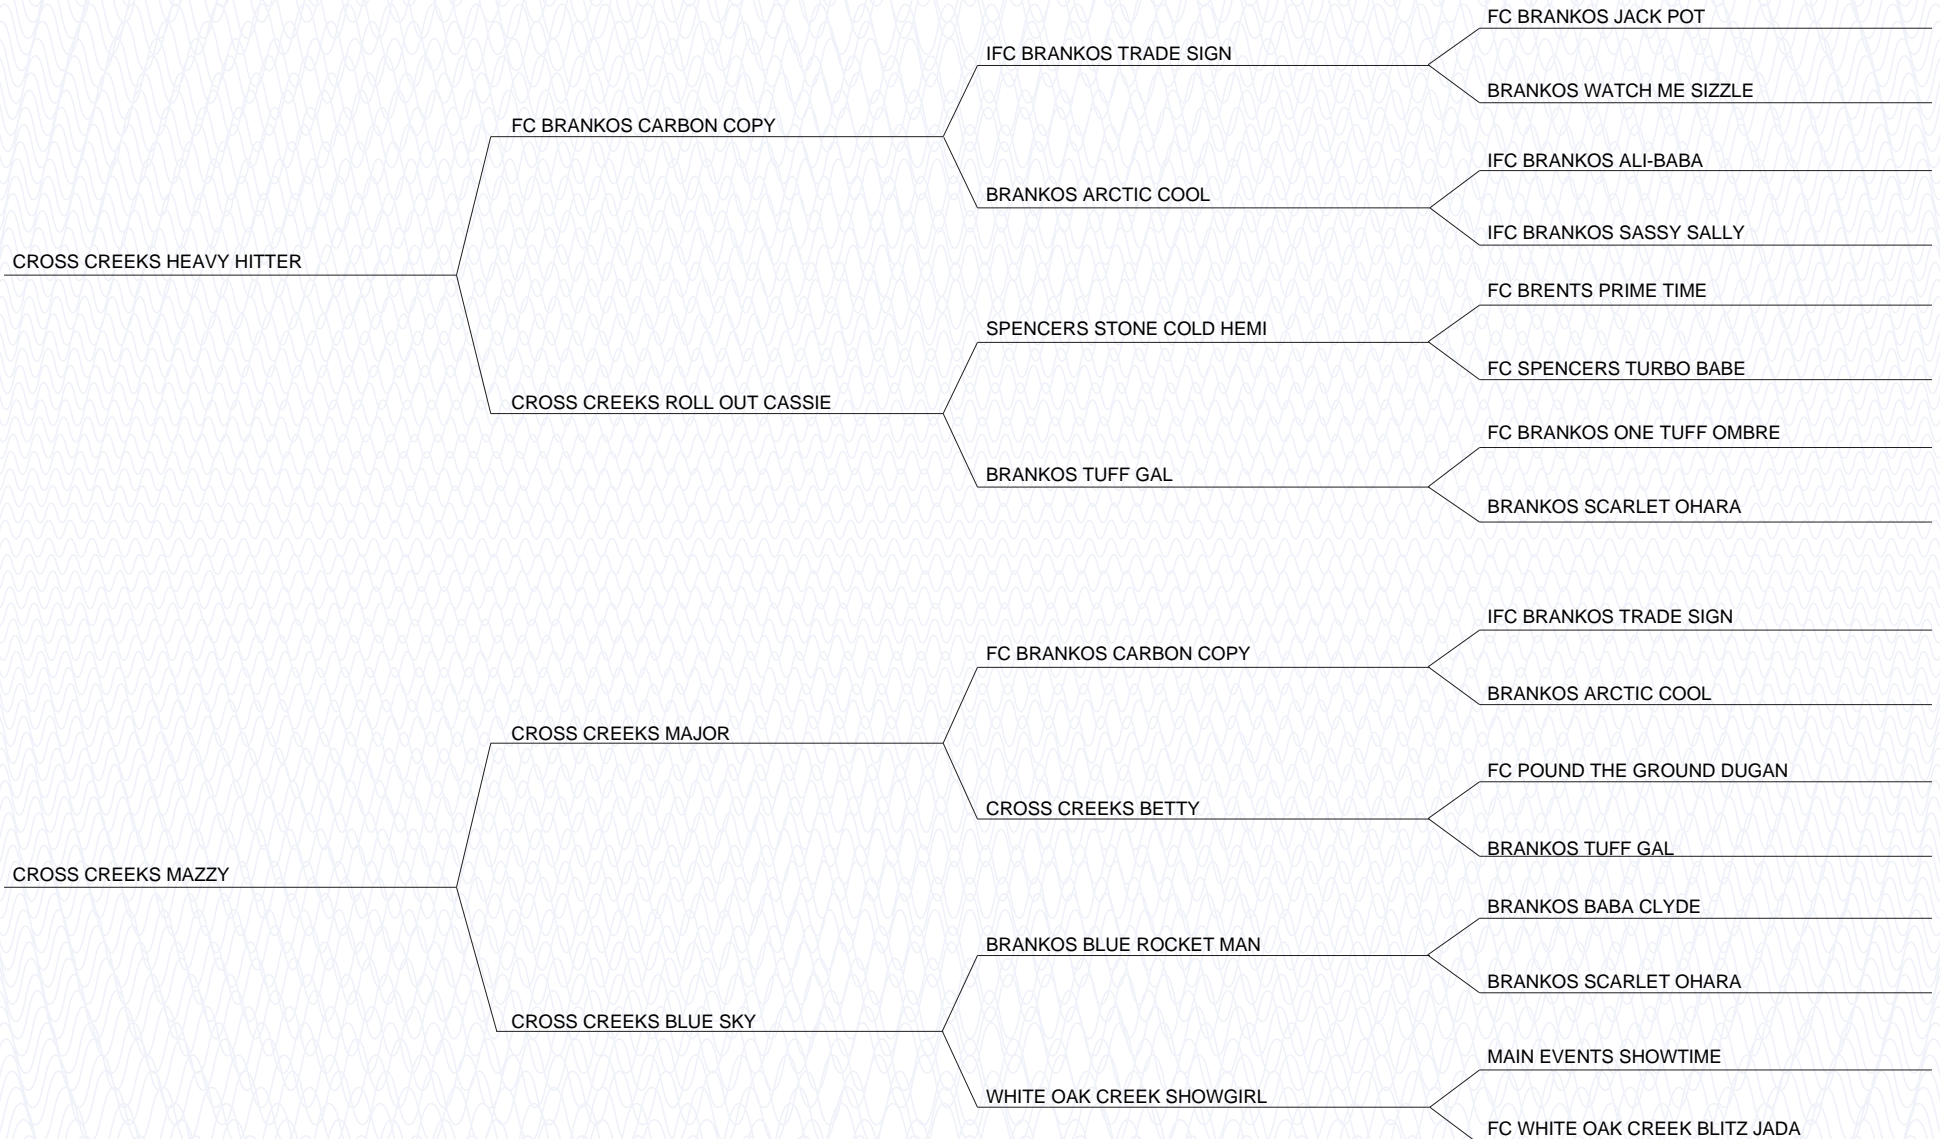 FC BRANKOS JACK POT
IFC BRANKOS TRADE SIGN
BRANKOS WATCH ME SIZZLE
FC BRANKOS CARBON COPY
IFC BRANKOS ALI-BABA
BRANKOS ARCTIC COOL
IFC BRANKOS SASSY SALLY
CROSS CREEKS HEAVY HITTER
FC BRENTS PRIME TIME
SPENCERS STONE COLD HEMI
FC SPENCERS TURBO BABE
CROSS CREEKS ROLL OUT CASSIE
FC BRANKOS ONE TUFF OMBRE
BRANKOS TUFF GAL
BRANKOS SCARLET OHARA
IFC BRANKOS TRADE SIGN
FC BRANKOS CARBON COPY
BRANKOS ARCTIC COOL
CROSS CREEKS MAJOR
FC POUND THE GROUND DUGAN
CROSS CREEKS BETTY
BRANKOS TUFF GAL
CROSS CREEKS MAZZY
BRANKOS BABA CLYDE
BRANKOS BLUE ROCKET MAN
BRANKOS SCARLET OHARA
CROSS CREEKS BLUE SKY
MAIN EVENTS SHOWTIME
WHITE OAK CREEK SHOWGIRL
FC WHITE OAK CREEK BLITZ JADA